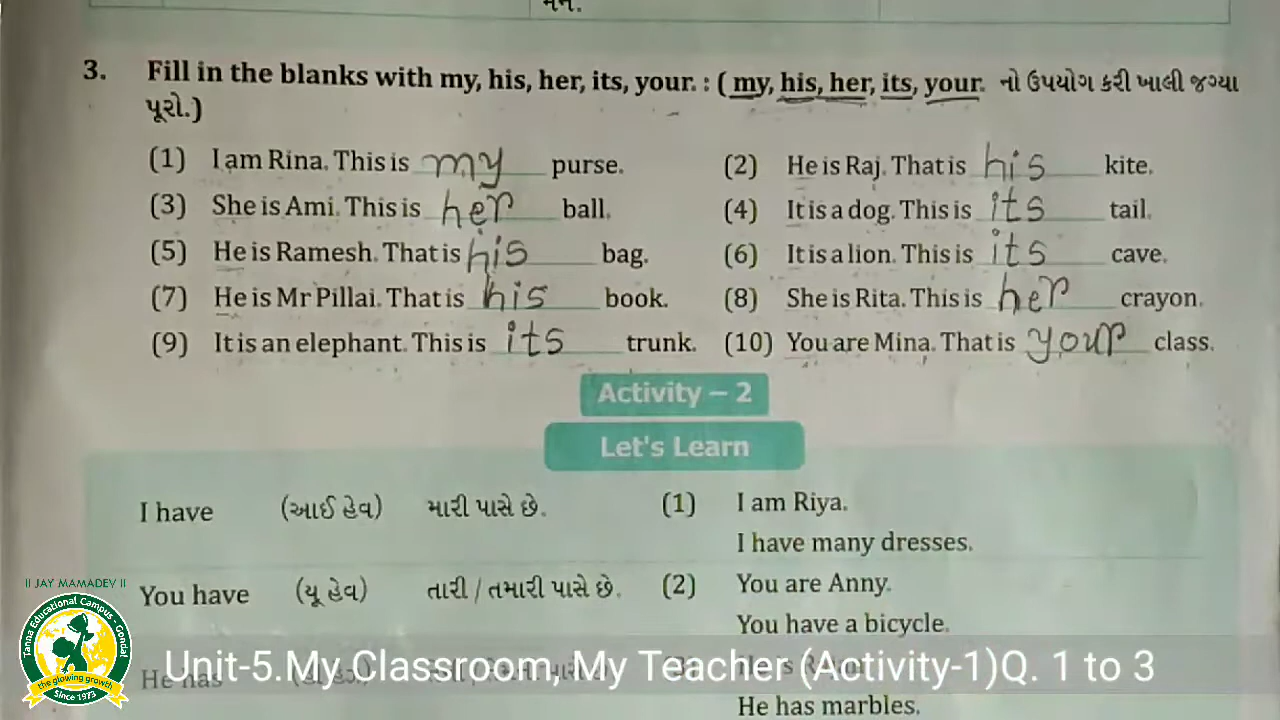 મન.
3. Fill in the blanks with my, his, her, its, your. : ( my, his, her, its, your. નો ઉપયોગ કરી ખાલી જગ્યા
પૂરો.)
(1) I am Rina. This is my purse. (2) He is Raj. That is his kite.
(3) She is Ami. This is her ball. (4) It is a dog. This is its tail.
(5) He is Ramesh. That is his bag. (6) It is a lion. This is its cave.
(7) He is Mr Pillai. That is his book. (8) She is Rita. This is her crayon.
(9) It is an elephant. This is its trunk. (10) You are Mina. That is your class.
Activity – 2
Let's Learn
I have (આઈ હેવ) મારી પાસે છે. (1) I am Riya.
I have many dresses.
You have (યૂ હેવ) તારી / તમારી પાસે છે. (2) You are Anny.
You have a bicycle.
He has
He has marbles.
II JAY MAMADEV II
Tanna Educational Campus - Gondal
the growing growth
Since 1973
Unit-5.My Classroom, My Teacher (Activity-1)Q. 1 to 3